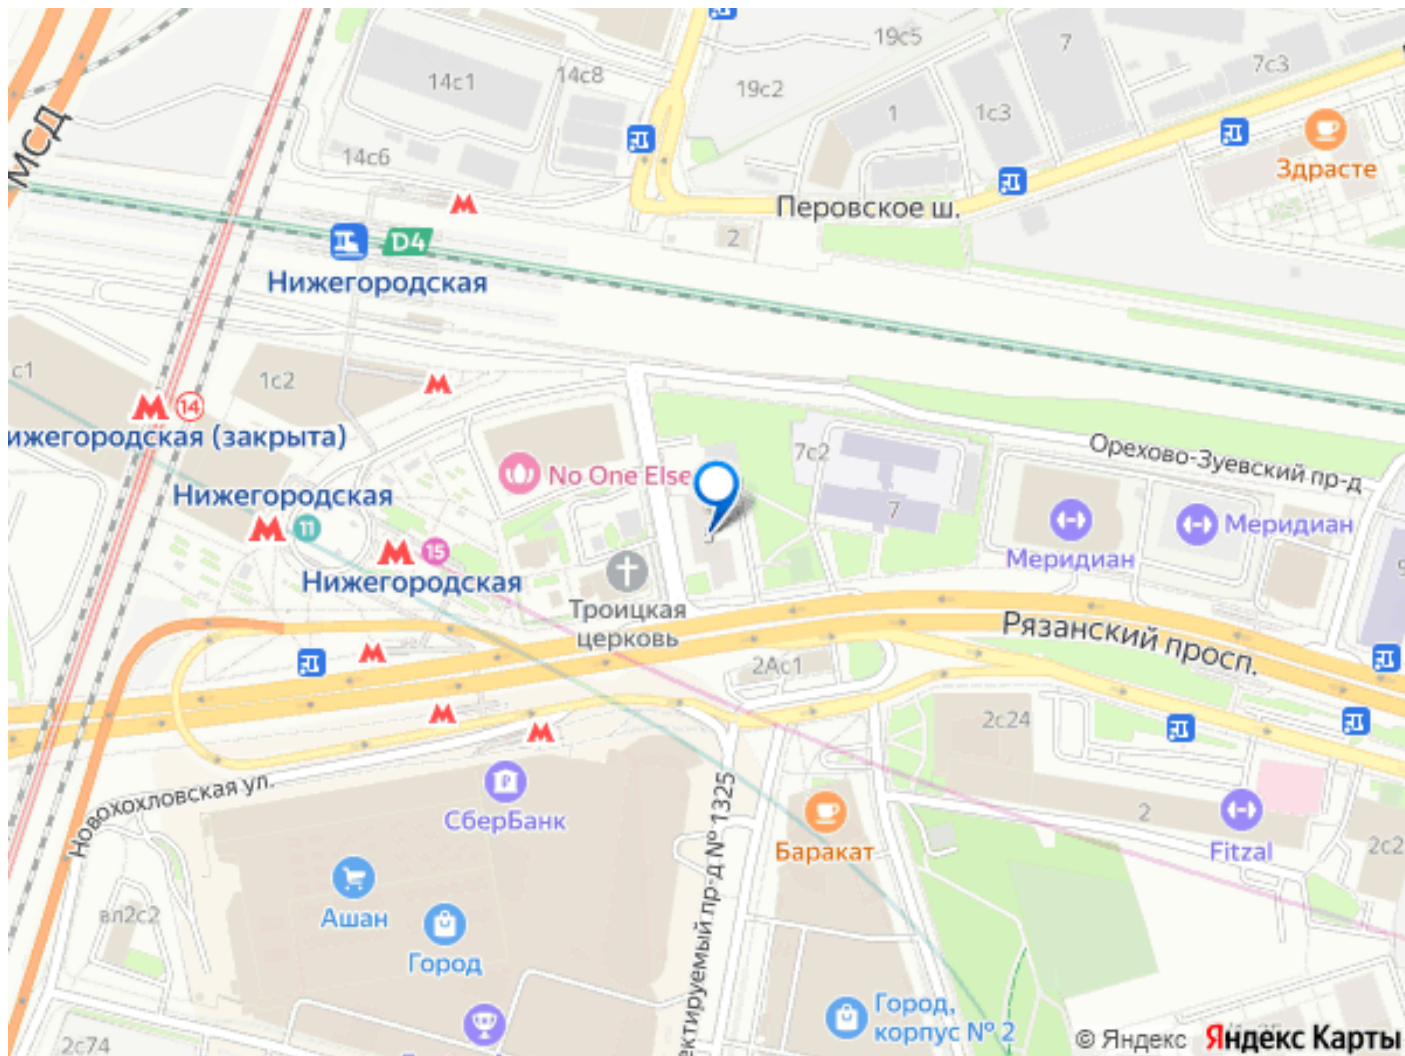 19с5
7
7с3
14с1
14с8
19с2
1
1с3
МСД
14с6
Здрасте
Перовское ш.
2
D4
Нижегородская
с1
1с2
14
ижегородская (закрыта)
Орехово-Зуевский пр-д
7с2
No One Else
Нижегородская
11
7
Меридиан
Меридиан
15
Нижегородская
Троицкая
церковь
Рязанский просп.
2Ас1
2с24
Новохохловская ул.
СберБанк
ектируемый пр-д № 1325
Баракат
2
Fitzal
2с2
Ашан
вл2с2
Город
Город,
корпус № 2
2с74
© Яндекс Яндекс Карты